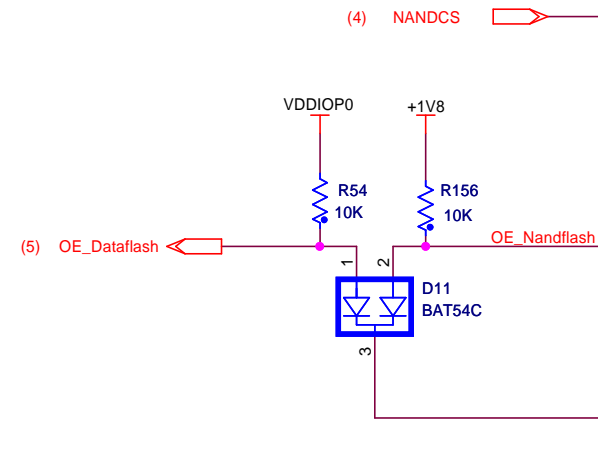 (4) NANDCS
VDDIOP0
+1V8
R54
10K
R156
10K
(5) OE_Dataflash
OE_Nandflash
1
2
D11
BAT54C
3